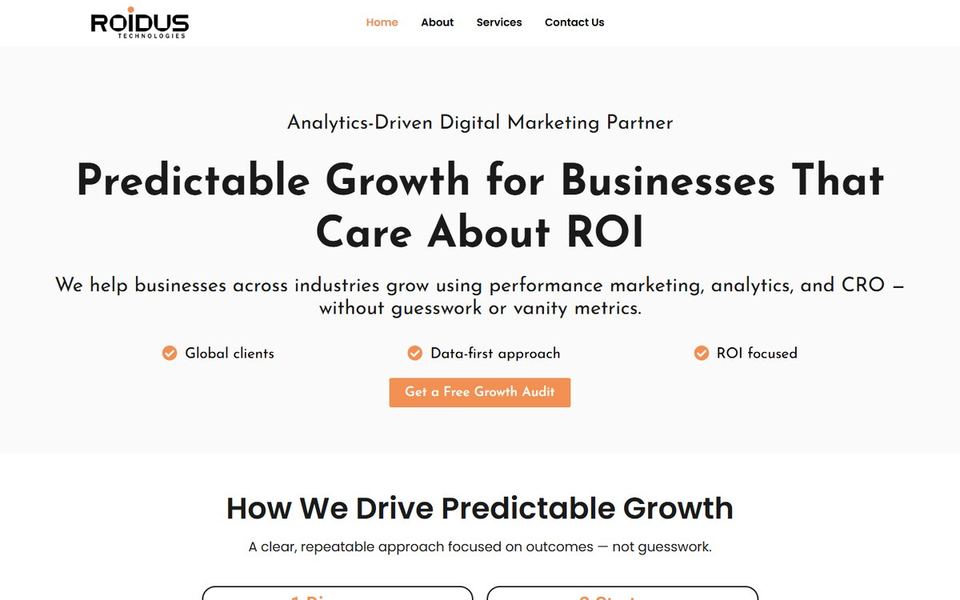 ROIDUS
TECHNOLOGIES
Home About Services Contact Us
Analytics-Driven Digital Marketing Partner
Predictable Growth for Businesses That
Care About ROI
We help businesses across industries grow using performance marketing, analytics, and CRO –
without guesswork or vanity metrics.
Global clients Data-first approach ROI focused
Get a Free Growth Audit
How We Drive Predictable Growth
A clear, repeatable approach focused on outcomes — not guesswork.